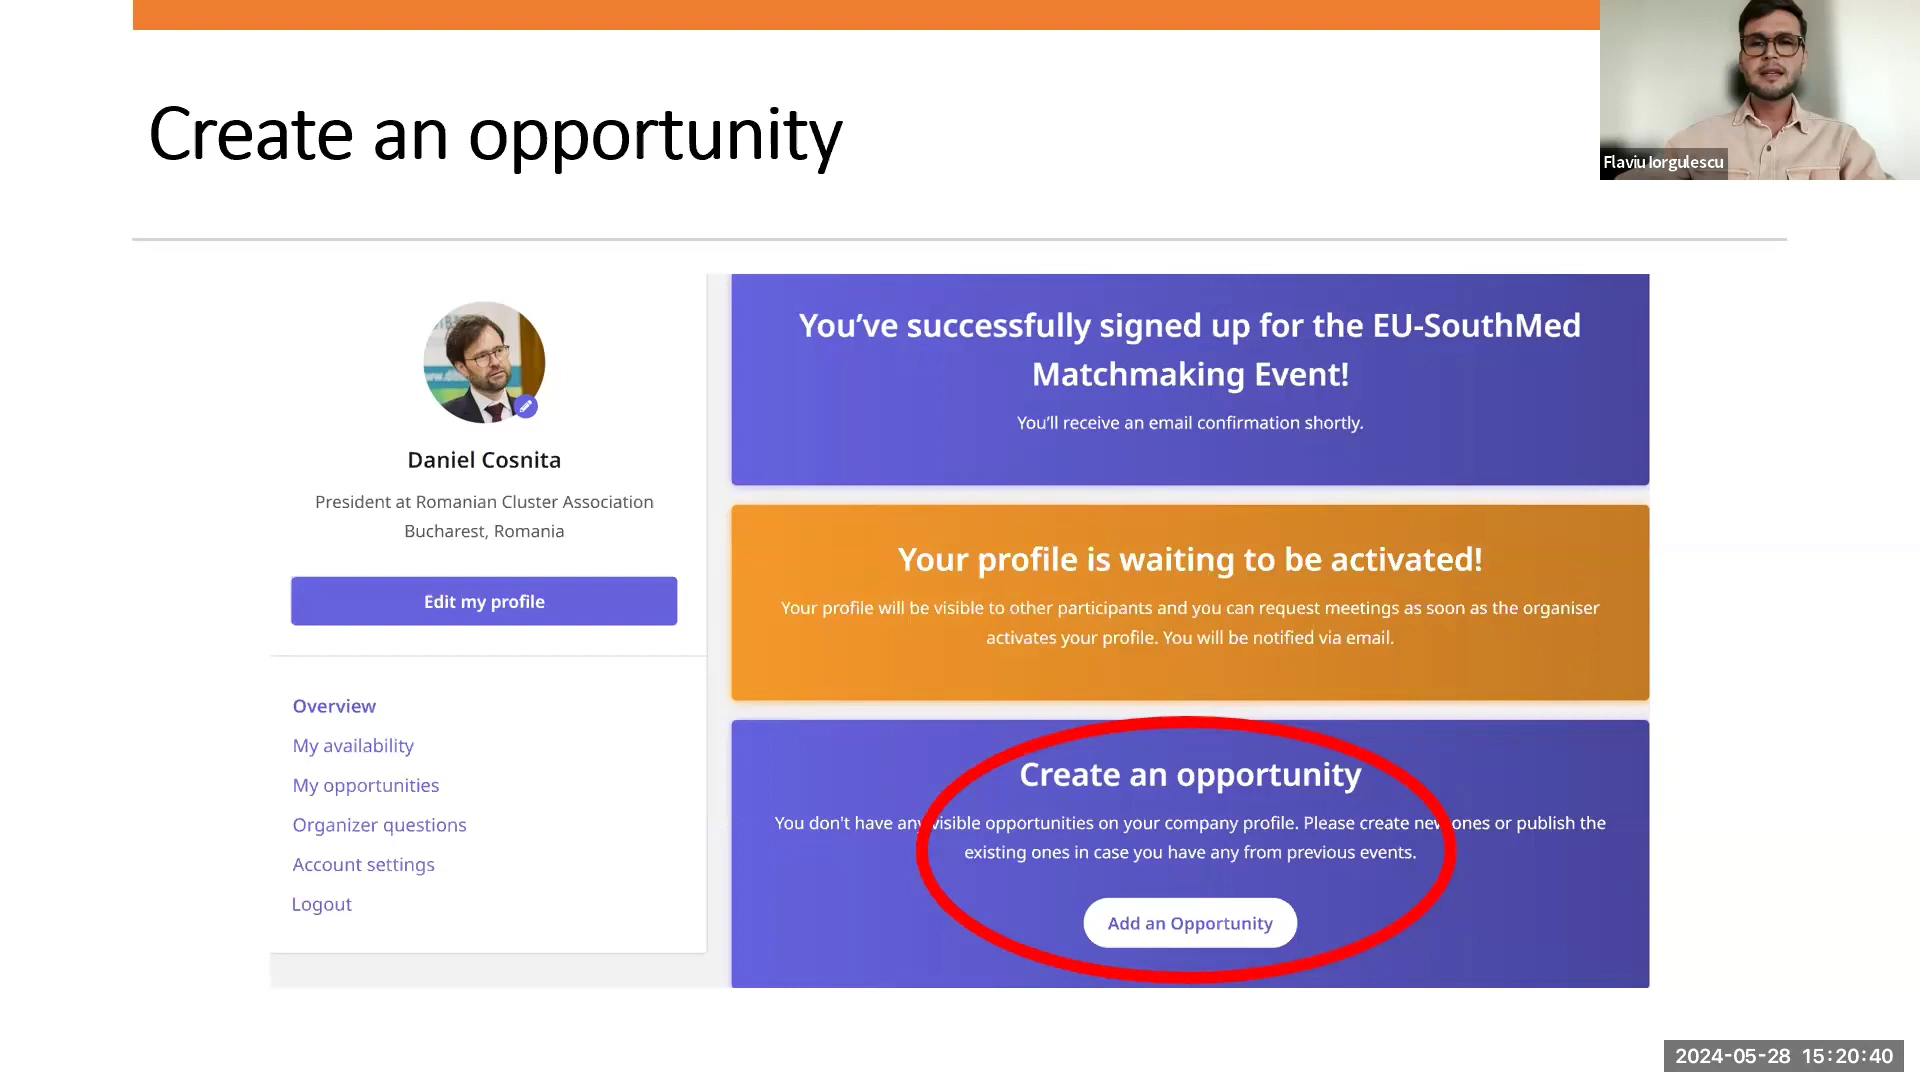 Create an opportunity
Flaviu Iorgulescu
Daniel Cosnita
President at Romanian Cluster Association
Bucharest, Romania
Edit my profile
Overview
My availability
My opportunities
Organizer questions
Account settings
Logout
You've successfully signed up for the EU-SouthMed
Matchmaking Event!
You'll receive an email confirmation shortly.
Your profile is waiting to be activated!
Your profile will be visible to other participants and you can request meetings as soon as the organiser
activates your profile. You will be notified via email.
Create an opportunity
You don't have any visible opportunities on your company profile. Please create new ones or publish the
existing ones in case you have any from previous events.
Add an Opportunity
2024-05-28 15:20:40